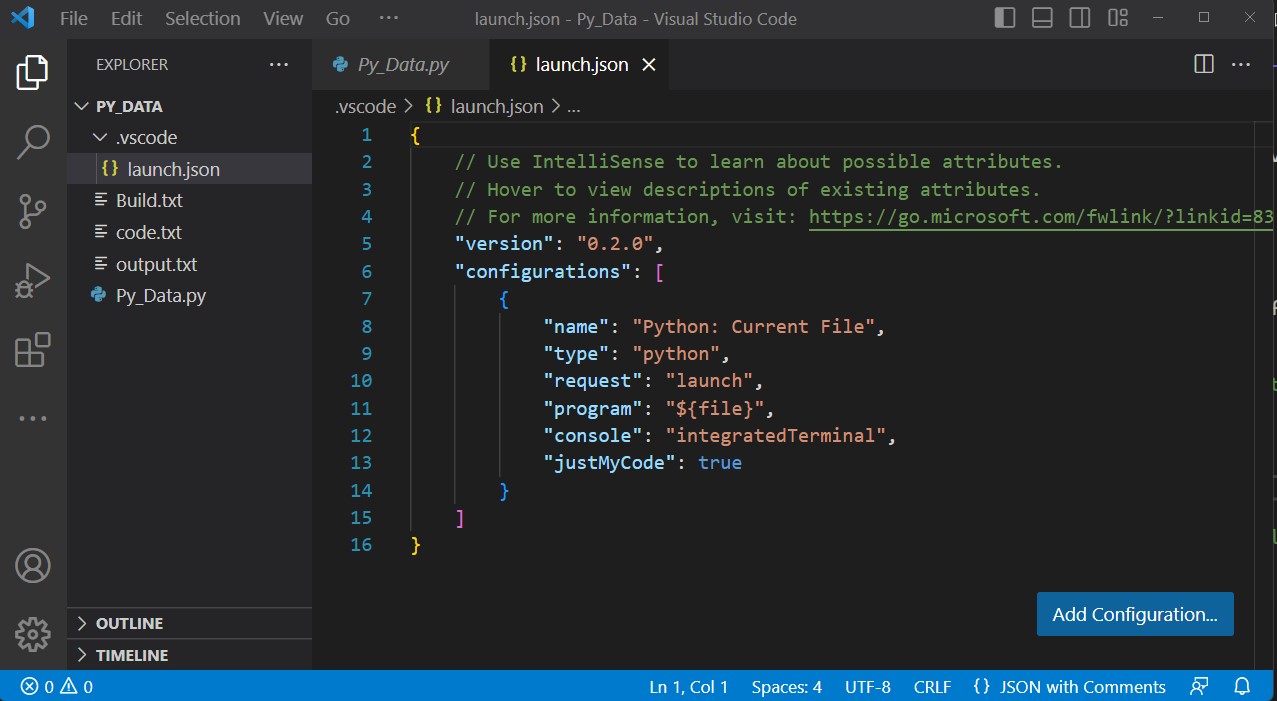 File Edit Selection View Go ··· launch.json - Py_Data - Visual Studio Code
EXPLORER ···
PY_DATA
.vscode
{} launch.json
Build.txt
code.txt
output.txt
Py_Data.py
OUTLINE
TIMELINE
Py_Data.py {} launch.json
.vscode > {} launch.json > ...
1 {
2 // Use IntelliSense to learn about possible attributes.
3 // Hover to view descriptions of existing attributes.
4 // For more information, visit: https://go.microsoft.com/fwlink/?linkid=83
5 "version": "0.2.0",
6 "configurations": [
7 {
8 "name": "Python: Current File",
9 "type": "python",
10 "request": "launch",
11 "program": "${file}",
12 "console": "integratedTerminal",
13 "justMyCode": true
14 }
15 ]
16 }
Add Configuration...
0 0 Ln 1, Col 1 Spaces: 4 UTF-8 CRLF {} JSON with Comments